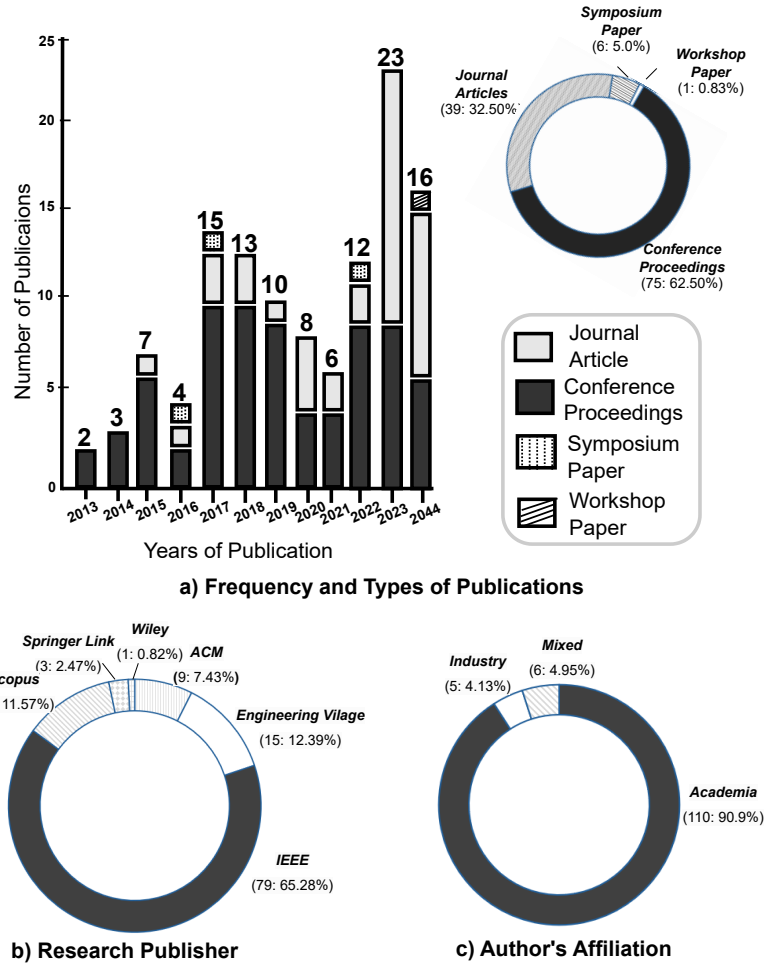 25
20
15
10
5
0
Number of Publicaions
2
3
7
4
15
13
10
8
6
12
23
16
2013
2014
2015
2016
2017
2018
2019
2020
2021
2022
2023
2044
Years of Publication
Symposium
Paper
(6: 5.0%)
Workshop
Paper
(1: 0.83%)
Journal
Articles
(39: 32.50%
Conference
Proceedings
(75: 62.50%)
Journal
Article
Conference
Proceedings
Symposium
Paper
Workshop
Paper
a) Frequency and Types of Publications
Wiley
(1: 0.82%)
Springer Link
(3: 2.47%)
ACM
(9: 7.43%)
copus
11.57%)
Engineering Vilage
(15: 12.39%)
IEEE
(79: 65.28%)
b) Research Publisher
Mixed
(6: 4.95%)
Industry
(5: 4.13%)
Academia
(110: 90.9%)
c) Author's Affiliation